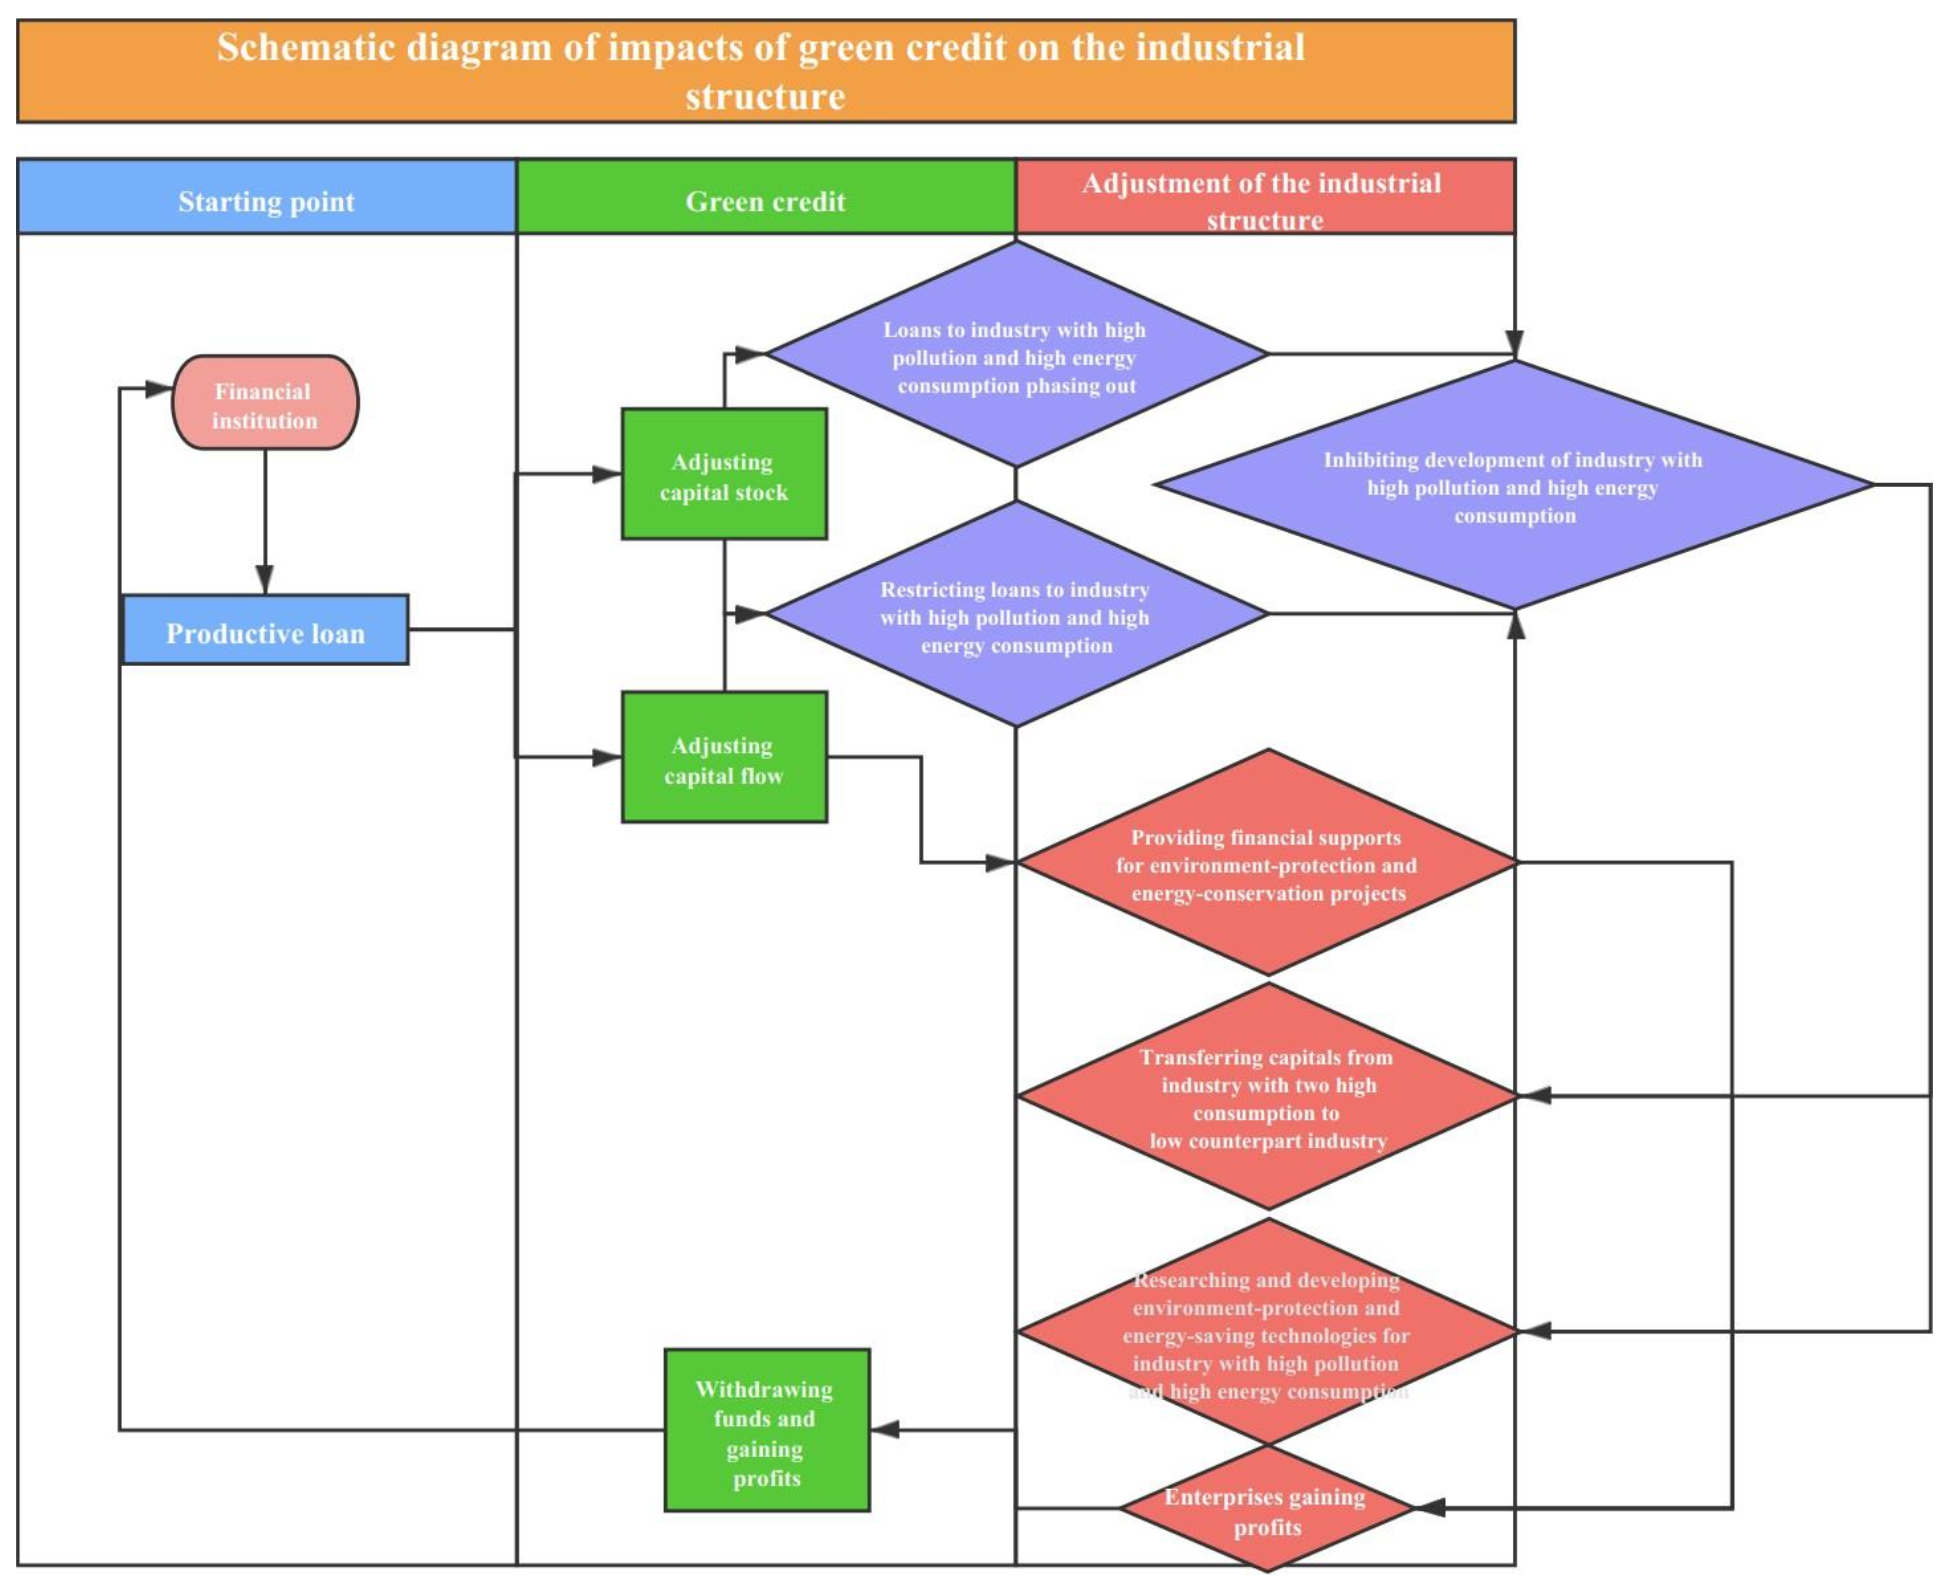 Schematic diagram of impacts of green credit on the industrial
structure
Starting point
Green credit
Adjustment of the industrial
structure
Financial
institution
Productive loan
Adjusting
capital stock
Adjusting
capital flow
Loans to industry with high
pollution and high energy
consumption phasing out
Restricting loans to industry
with high pollution and high
energy consumption
Inhibiting development of industry with
high pollution and high energy
consumption
Providing financial supports
for environment-protection and
energy-conservation projects
Transferring capitals from
industry with two high
consumption to
low counterpart industry
Researching and developing
environment-protection and
energy-saving technologies for
industry with high pollution
and high energy consumption
Withdrawing
funds and
gaining
profits
Enterprises gaining
profits